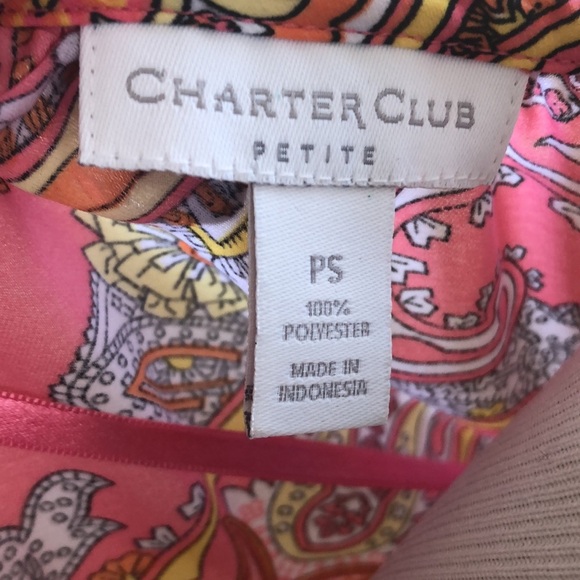 CHARTER CLUB
PETITE
PS
100%
POLYESTER
MADE IN
INDONESIA